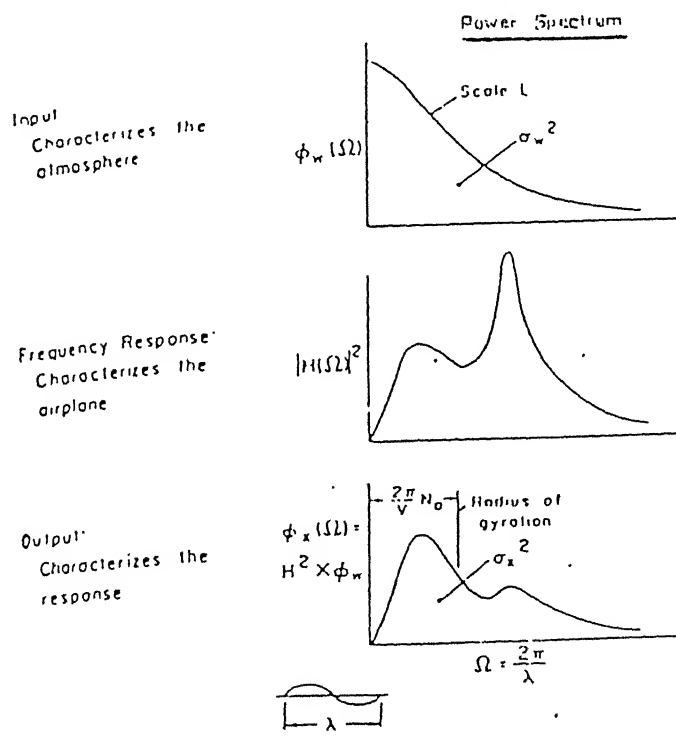 Power Spectrum
Input
Characterizes the
atmosphere
ϕw(Ω)
Scale L
σw²
Frequency Response:
Characterizes the
airplane
|H(Ω)|²
Output:
Characterizes the
response
ϕx(Ω) =
H² × ϕw
2π/V N₀
Radius of
gyration
σx²
Ω = 2π/λ
λ